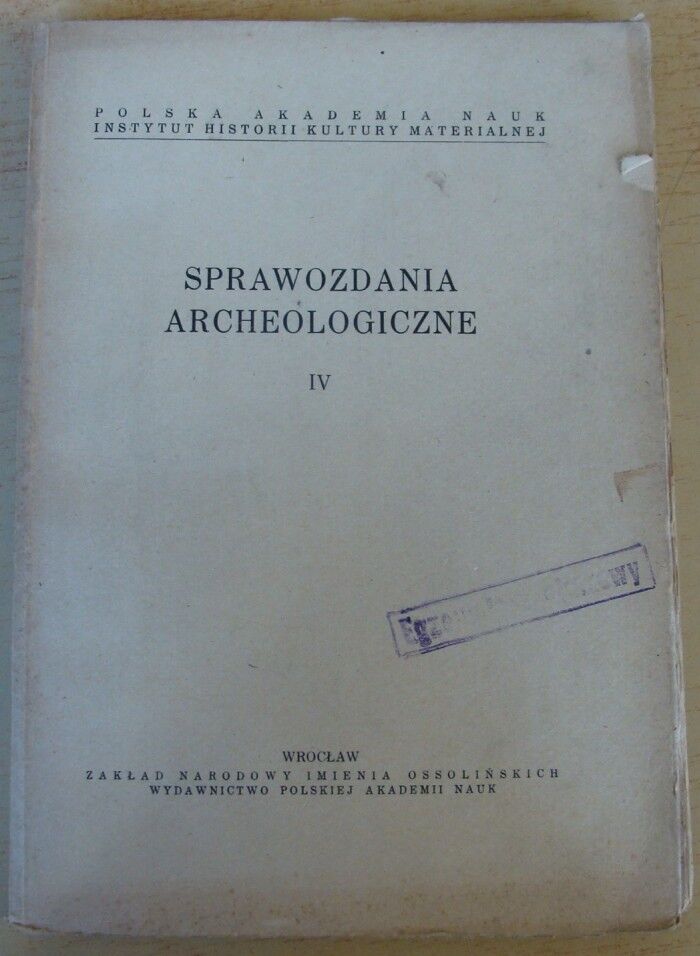 POLSKA AKADEMIA NAUK
INSTYTUT HISTORII KULTURY MATERIALNEJ
SPRAWOZDANIA
ARCHEOLOGICZNE
IV
WROCŁAW
ZAKŁAD NARODOWY IMIENIA OSSOLIŃSKICH
WYDAWNICTWO POLSKIEJ AKADEMII NAUK